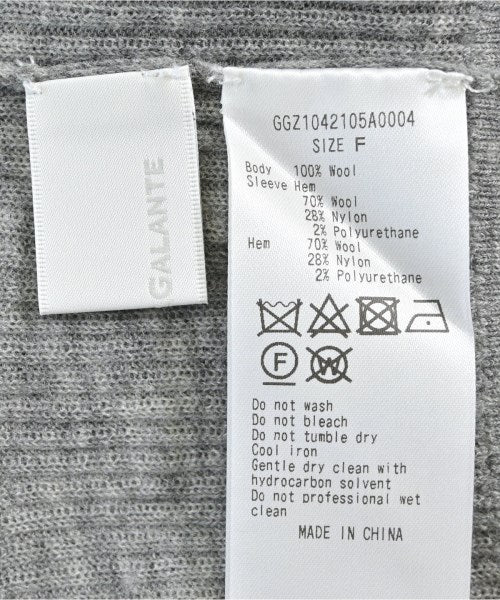 GALANTE
GGZ1042105A0004
SIZE F
Body 100% Wool
Sleeve Hem
70% Wool
28% Nylon
2% Polyurethane
Hem 70% Wool
28% Nylon
2% Polyurethane
F
W
Do not wash
Do not bleach
Do not tumble dry
Cool iron
Gentle dry clean with
hydrocarbon solvent
Do not professional wet
clean
MADE IN CHINA